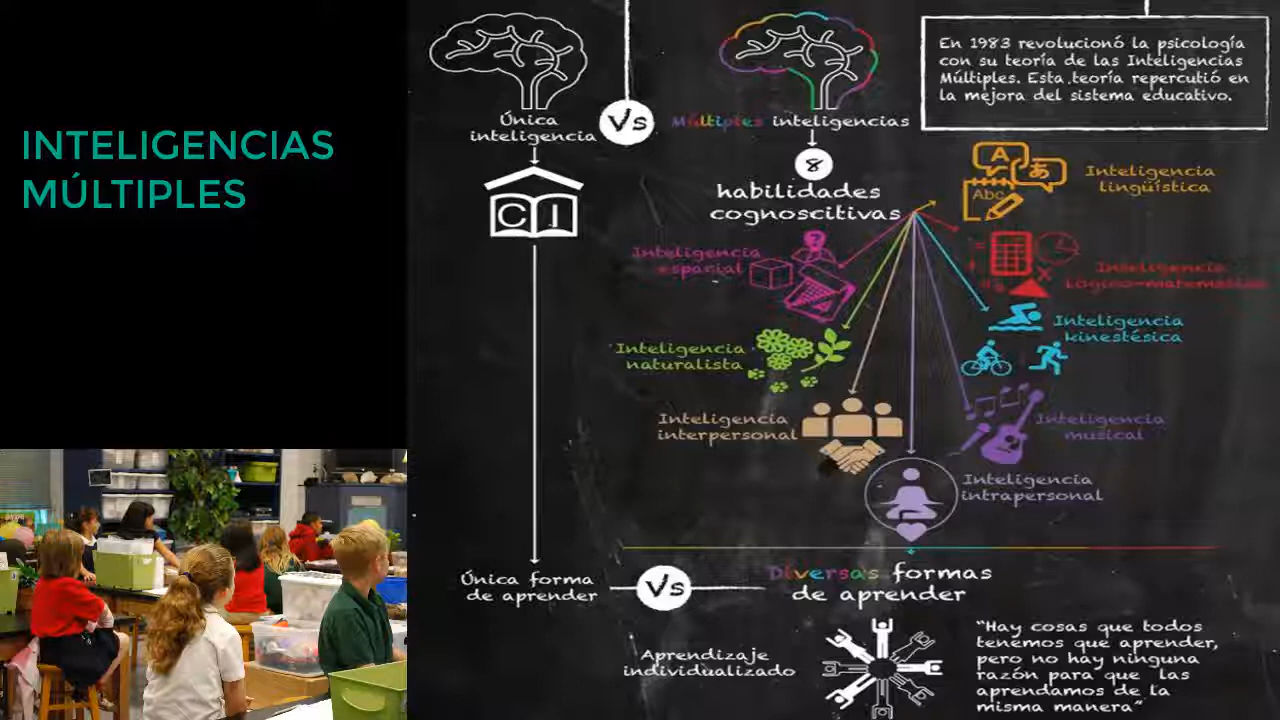 INTELIGENCIAS
MÚLTIPLES
Única
inteligencia
Vs
Múltiples inteligencias
En 1983 revolucionó la psicología
con su teoría de las Inteligencias
Múltiples. Esta teoría repercutió en
la mejora del sistema educativo.
CI
8
habilidades
cognoscitivas
A
あ
Abc
Inteligencia
lingüística
Inteligencia
espacial
Inteligencia
Lógico-matemática
Inteligencia
kinestésica
Inteligencia
naturalista
Inteligencia
interpersonal
Inteligencia
musical
Inteligencia
intrapersonal
Única forma
de aprender
Vs
Diversas formas
de aprender
Aprendizaje
individualizado
"Hay cosas que todos
tenemos que aprender,
pero no hay ninguna
razón para que las
aprendamos de la
misma manera"